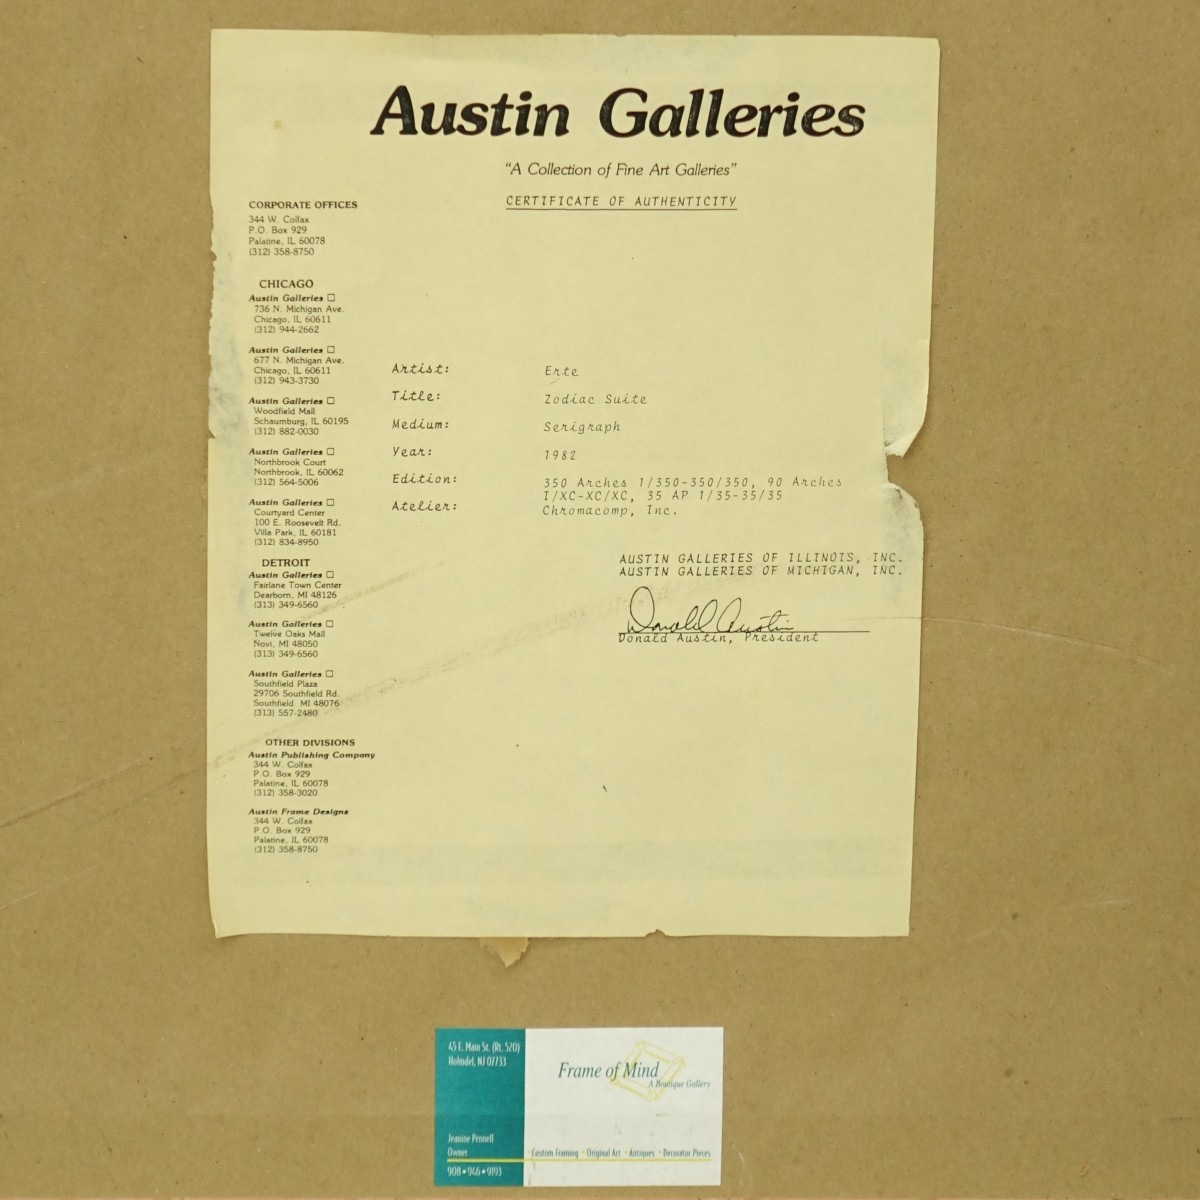 Austin Galleries
"A Collection of Fine Art Galleries"
CERTIFICATE OF AUTHENTICITY
CORPORATE OFFICES
344 W. Colfax
P.O. Box 929
Palatine, IL 60078
(312) 358-8750
CHICAGO
Austin Galleries
736 N. Michigan Ave.
Chicago, IL 60611
(312) 944-2662
Austin Galleries
677 N. Michigan Ave.
Chicago, IL 60611
(312) 943-3730
Austin Galleries
Woodfield Mall
Schaumburg, IL 60195
(312) 882-0030
Austin Galleries
Northbrook Court
Northbrook, IL 60062
(312) 564-5006
Austin Galleries
Courtyard Center
100 E. Roosevelt Rd.
Villa Park, IL 60181
(312) 834-8950
DETROIT
Austin Galleries
Fairlane Town Center
Dearborn, MI 48126
(313) 349-6560
Austin Galleries
Twelve Oaks Mall
Novi, MI 48050
(313) 349-6560
Austin Galleries
Southfield Plaza
29706 Southfield Rd.
Southfield MI 48076
(313) 557-2480
OTHER DIVISIONS
Austin Publishing Company
344 W. Colfax
P.O. Box 929
Palatine, IL 60078
(312) 358-3020
Austin Frame Designs
344 W. Colfax
P O. Box 929
Palatine, IL 60078
(312) 358-8750
Artist: Erte
Title: Zodiac Suite
Medium: Serigraph
Year: 1982
Edition: 350 Arches 1/350-350/350, 90 Arches
I/XC-XC/XC, 35 AP 1/35-35/35
Atelier: Chromacomp, Inc.
AUSTIN GALLERIES OF ILLINOIS, INC.
AUSTIN GALLERIES OF MICHIGAN, INC.
Donald Austin
Donald Austin, President
45 E. Main St. (Rt. 520)
Holmdel, NJ 07733
Jeanine Pennell
Owner
908•946•9193
Frame of Mind
A Boutique Gallery
· Custom Framing · Original Art · Antiques · Decorator Pieces